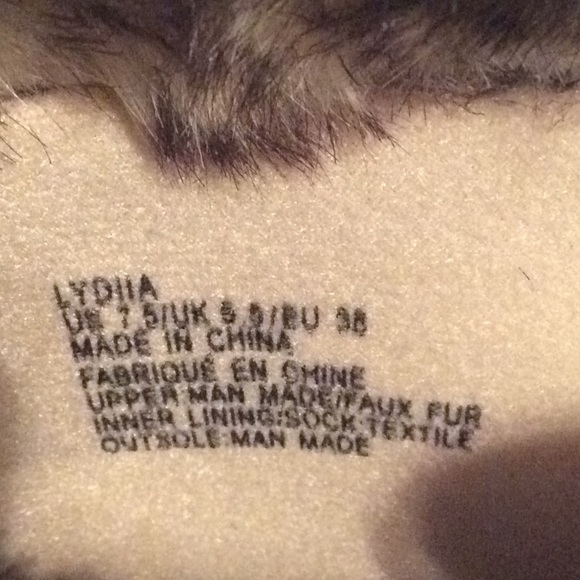 LYDIIA
US 7.5/UK 5.5/EU 38
MADE IN CHINA
FABRIQUÉ EN CHINE
UPPER:MAN MADE/FAUX FUR
INNER LINING/SOCK:TEXTILE
OUTSOLE:MAN MADE